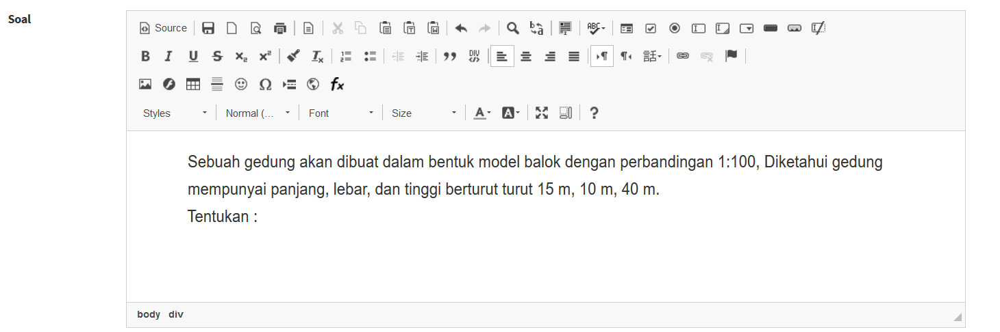 Soal
Source
Styles Normal (... Font Size
Sebuah gedung akan dibuat dalam bentuk model balok dengan perbandingan 1:100, Diketahui gedung
mempunyai panjang, lebar, dan tinggi berturut turut 15 m, 10 m, 40 m.
Tentukan :
body div